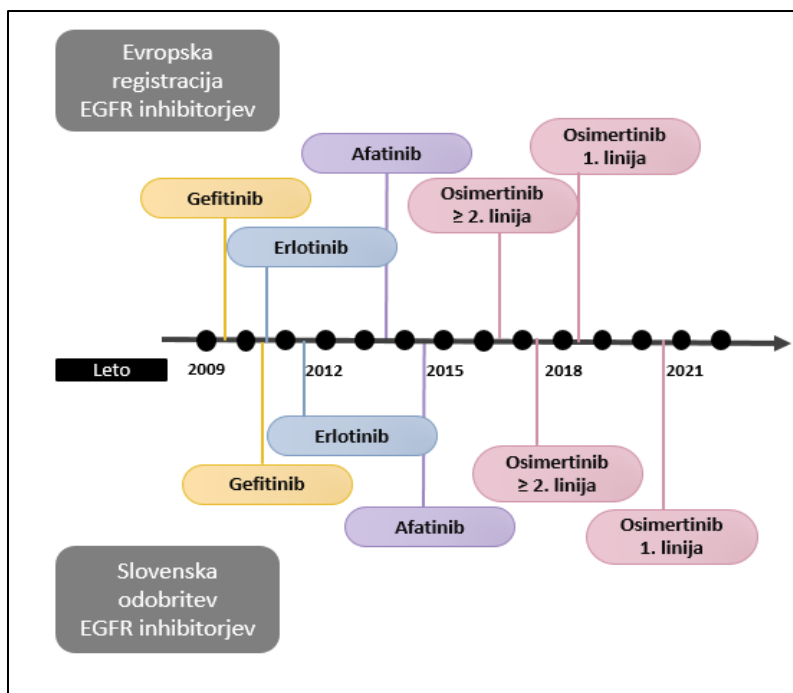 Evropska
registracija
EGFR inhibitorjev
Osimertinib
1. linija
Afatinib
Osimertinib
≥ 2. linija
Gefitinib
Erlotinib
Leto
2009
2012
2015
2018
2021
Erlotinib
Gefitinib
Osimertinib
≥ 2. linija
Afatinib
Osimertinib
1. linija
Slovenska
odobritev
EGFR inhibitorjev